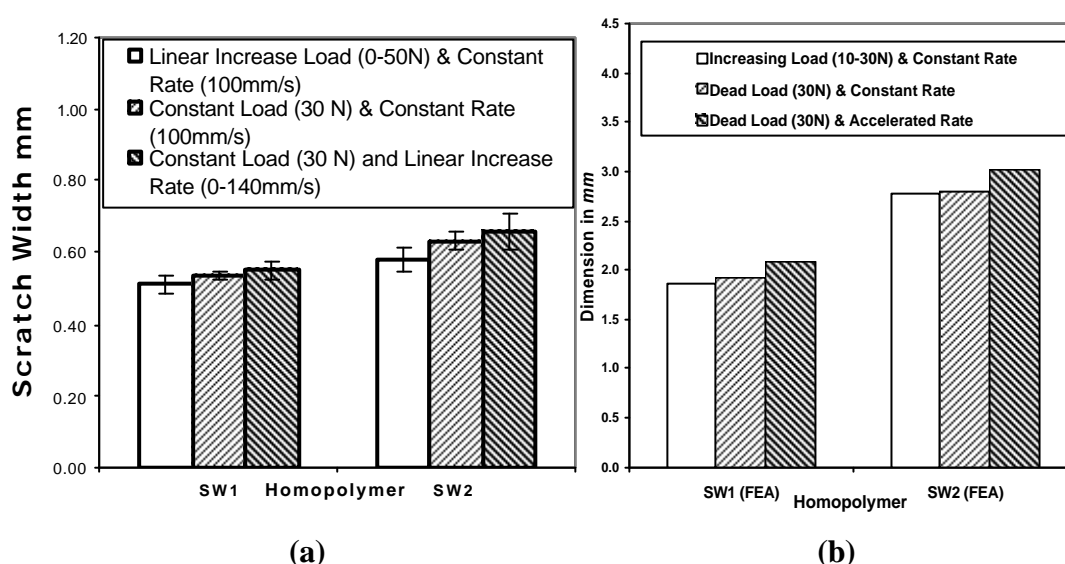 1.20
1.00
0.80
0.60
0.40
0.20
0.00
Scratch Width mm
Linear Increase Load (0-50N) & Constant
Rate (100mm/s)
Constant Load (30 N) & Constant Rate
(100mm/s)
Constant Load (30 N) and Linear Increase
Rate (0-140mm/s)
SW1 Homopolymer SW2
(a)
4.5
4.0
3.5
3.0
2.5
2.0
1.5
1.0
0.5
0.0
Dimension in mm
Increasing Load (10-30N) & Constant Rate
Dead Load (30N) & Constant Rate
Dead Load (30N) & Accelerated Rate
SW1 (FEA) SW2 (FEA)
Homopolymer
(b)